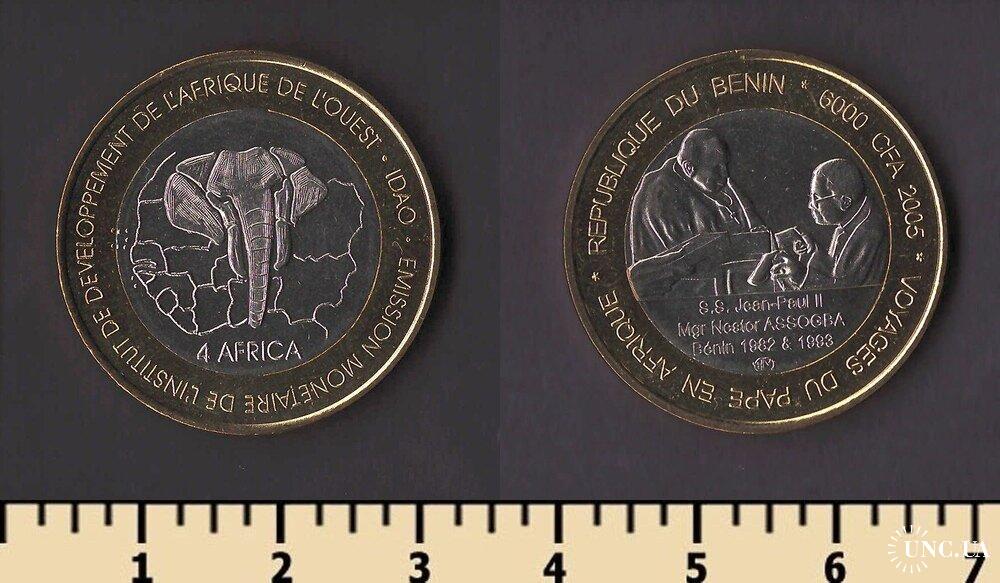 EMISSION MONETAIRE DE L'INSTITUT DE DEVELOPPEMENT DE L'AFRIQUE DE L'OUEST · IDAO ·
4 AFRICA
* REPUBLIQUE DU BENIN * 6000 CFA 2005 * VOYAGES DU PAPE EN AFRIQUE
S.S. Jean-Paul II
Mgr Nestor ASSOGBA
Bénin 1982 & 1993
1 2 3 4 5 6 7
UNC.UA